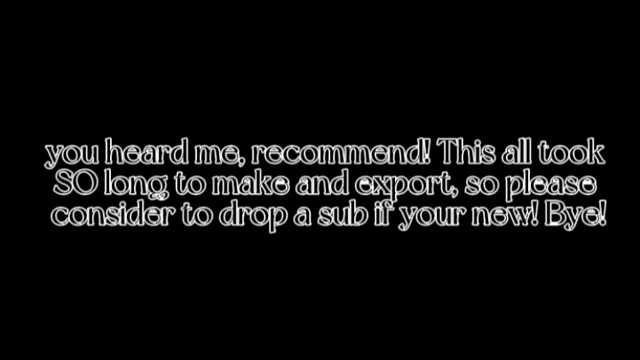 you heard me, recommend! This all took
SO long to make and export, so please
consider to drop a sub if your new! Bye!